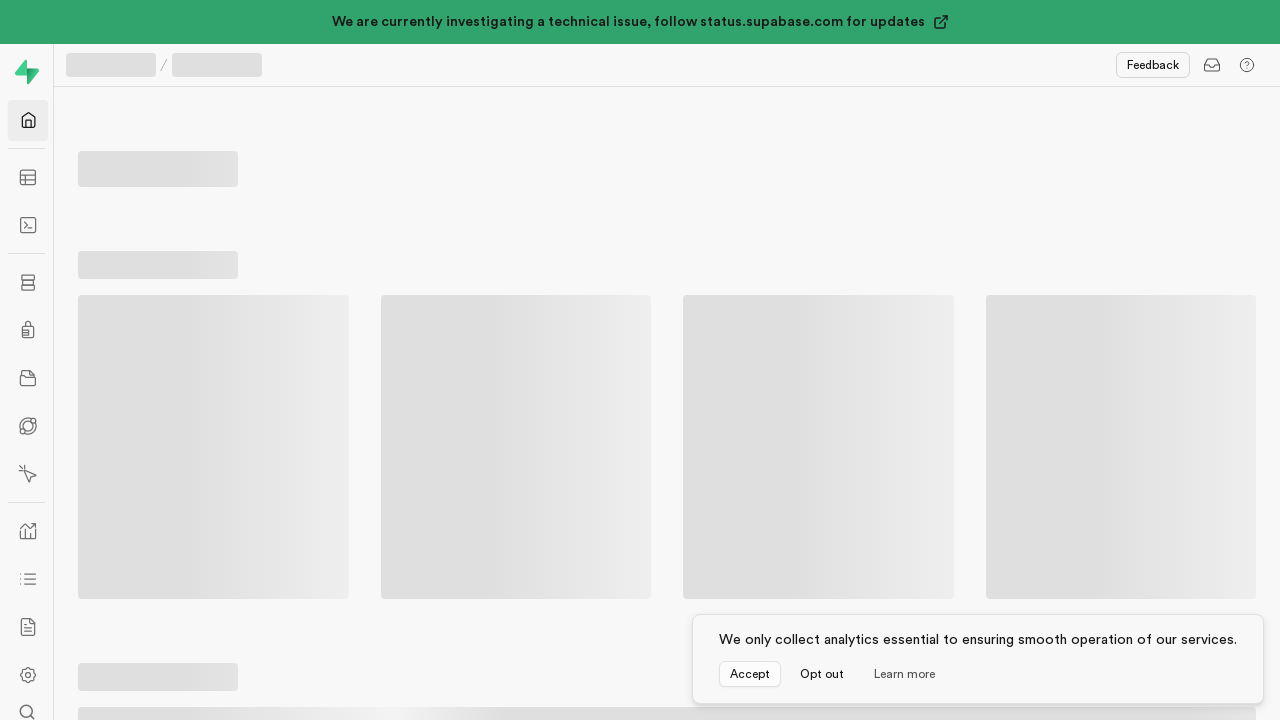 We are currently investigating a technical issue, follow status.supabase.com for updates
/
Feedback
We only collect analytics essential to ensuring smooth operation of our services.
Accept Opt out Learn more